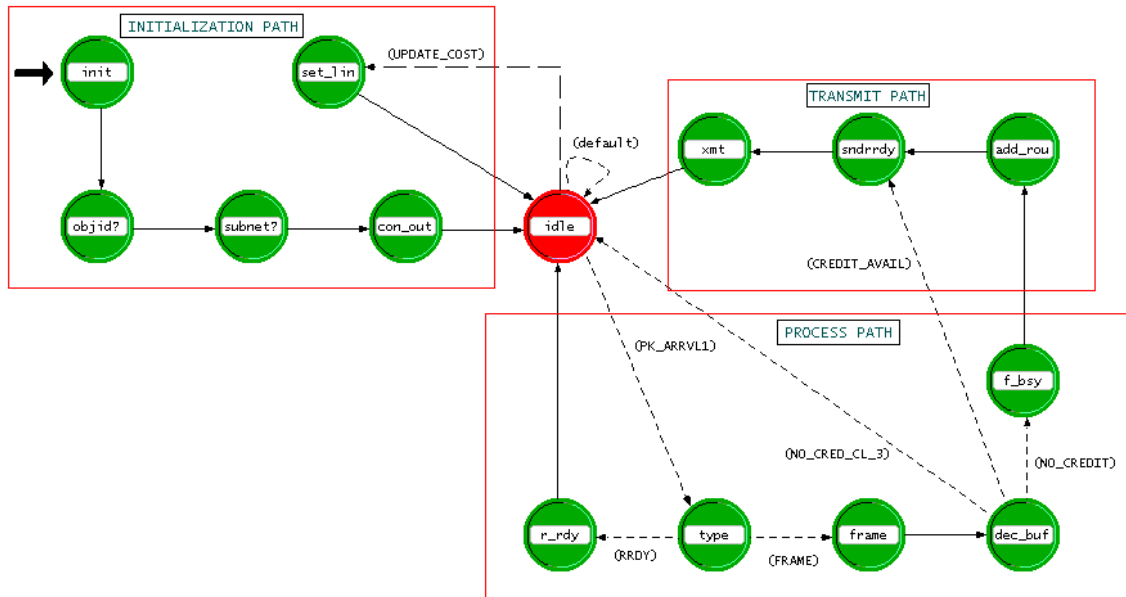 INITIALIZATION PATH
init
set_lin
(UPDATE_COST)
TRANSMIT PATH
(default)
xmt
sndrrdy
add_rou
objid?
subnet?
con_out
idle
(CREDIT_AVAIL)
PROCESS PATH
(PK_ARRVL1)
f_bsy
(NO_CRED_CL_3)
(NO_CREDIT)
r_rdy
type
frame
dec_buf
(RRDY)
(FRAME)